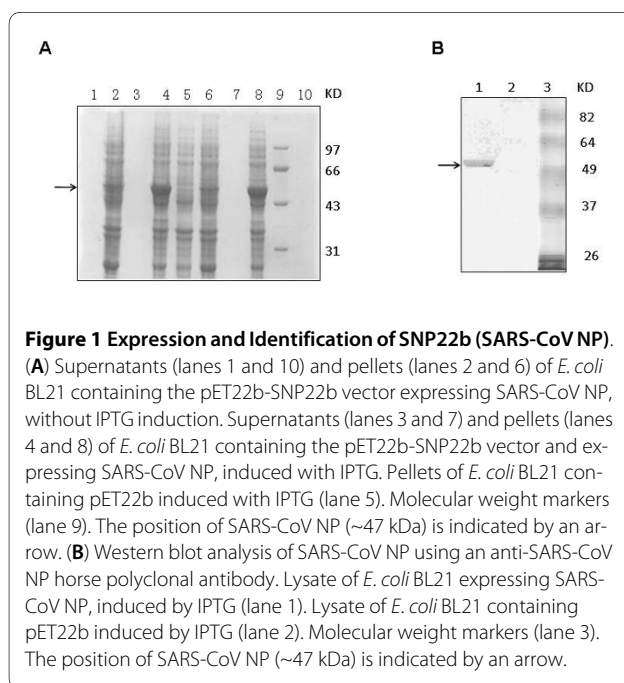 A
1 2 3 4 5 6 7 8 9 10 KD
97
66
43
31
B
1 2 3
82
64
49
37
26
Figure 1 Expression and Identification of SNP22b (SARS-CoV NP).
(A) Supernatants (lanes 1 and 10) and pellets (lanes 2 and 6) of E. coli
BL21 containing the pET22b-SNP22b vector expressing SARS-CoV NP,
without IPTG induction. Supernatants (lanes 3 and 7) and pellets (lanes
4 and 8) of E. coli BL21 containing the pET22b-SNP22b vector and ex-
pressing SARS-CoV NP, induced with IPTG. Pellets of E. coli BL21 con-
taining pET22b induced with IPTG (lane 5). Molecular weight markers
(lane 9). The position of SARS-CoV NP (~47 kDa) is indicated by an ar-
row. (B) Western blot analysis of SARS-CoV NP using an anti-SARS-CoV
NP horse polyclonal antibody. Lysate of E. coli BL21 expressing SARS-
CoV NP, induced by IPTG (lane 1). Lysate of E. coli BL21 containing
pET22b induced by IPTG (lane 2). Molecular weight markers (lane 3).
The position of SARS-CoV NP (~47 kDa) is indicated by an arrow.